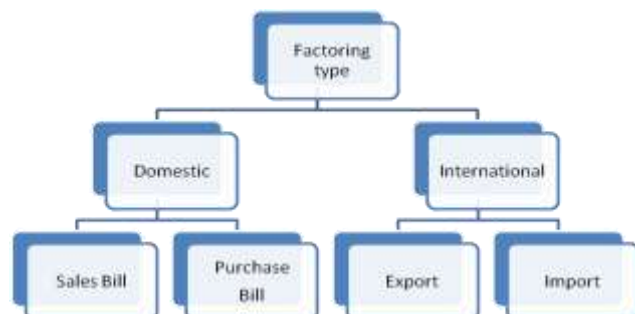 Factoring
type
Domestic
International
Sales Bill
Purchase
Bill
Export
Import